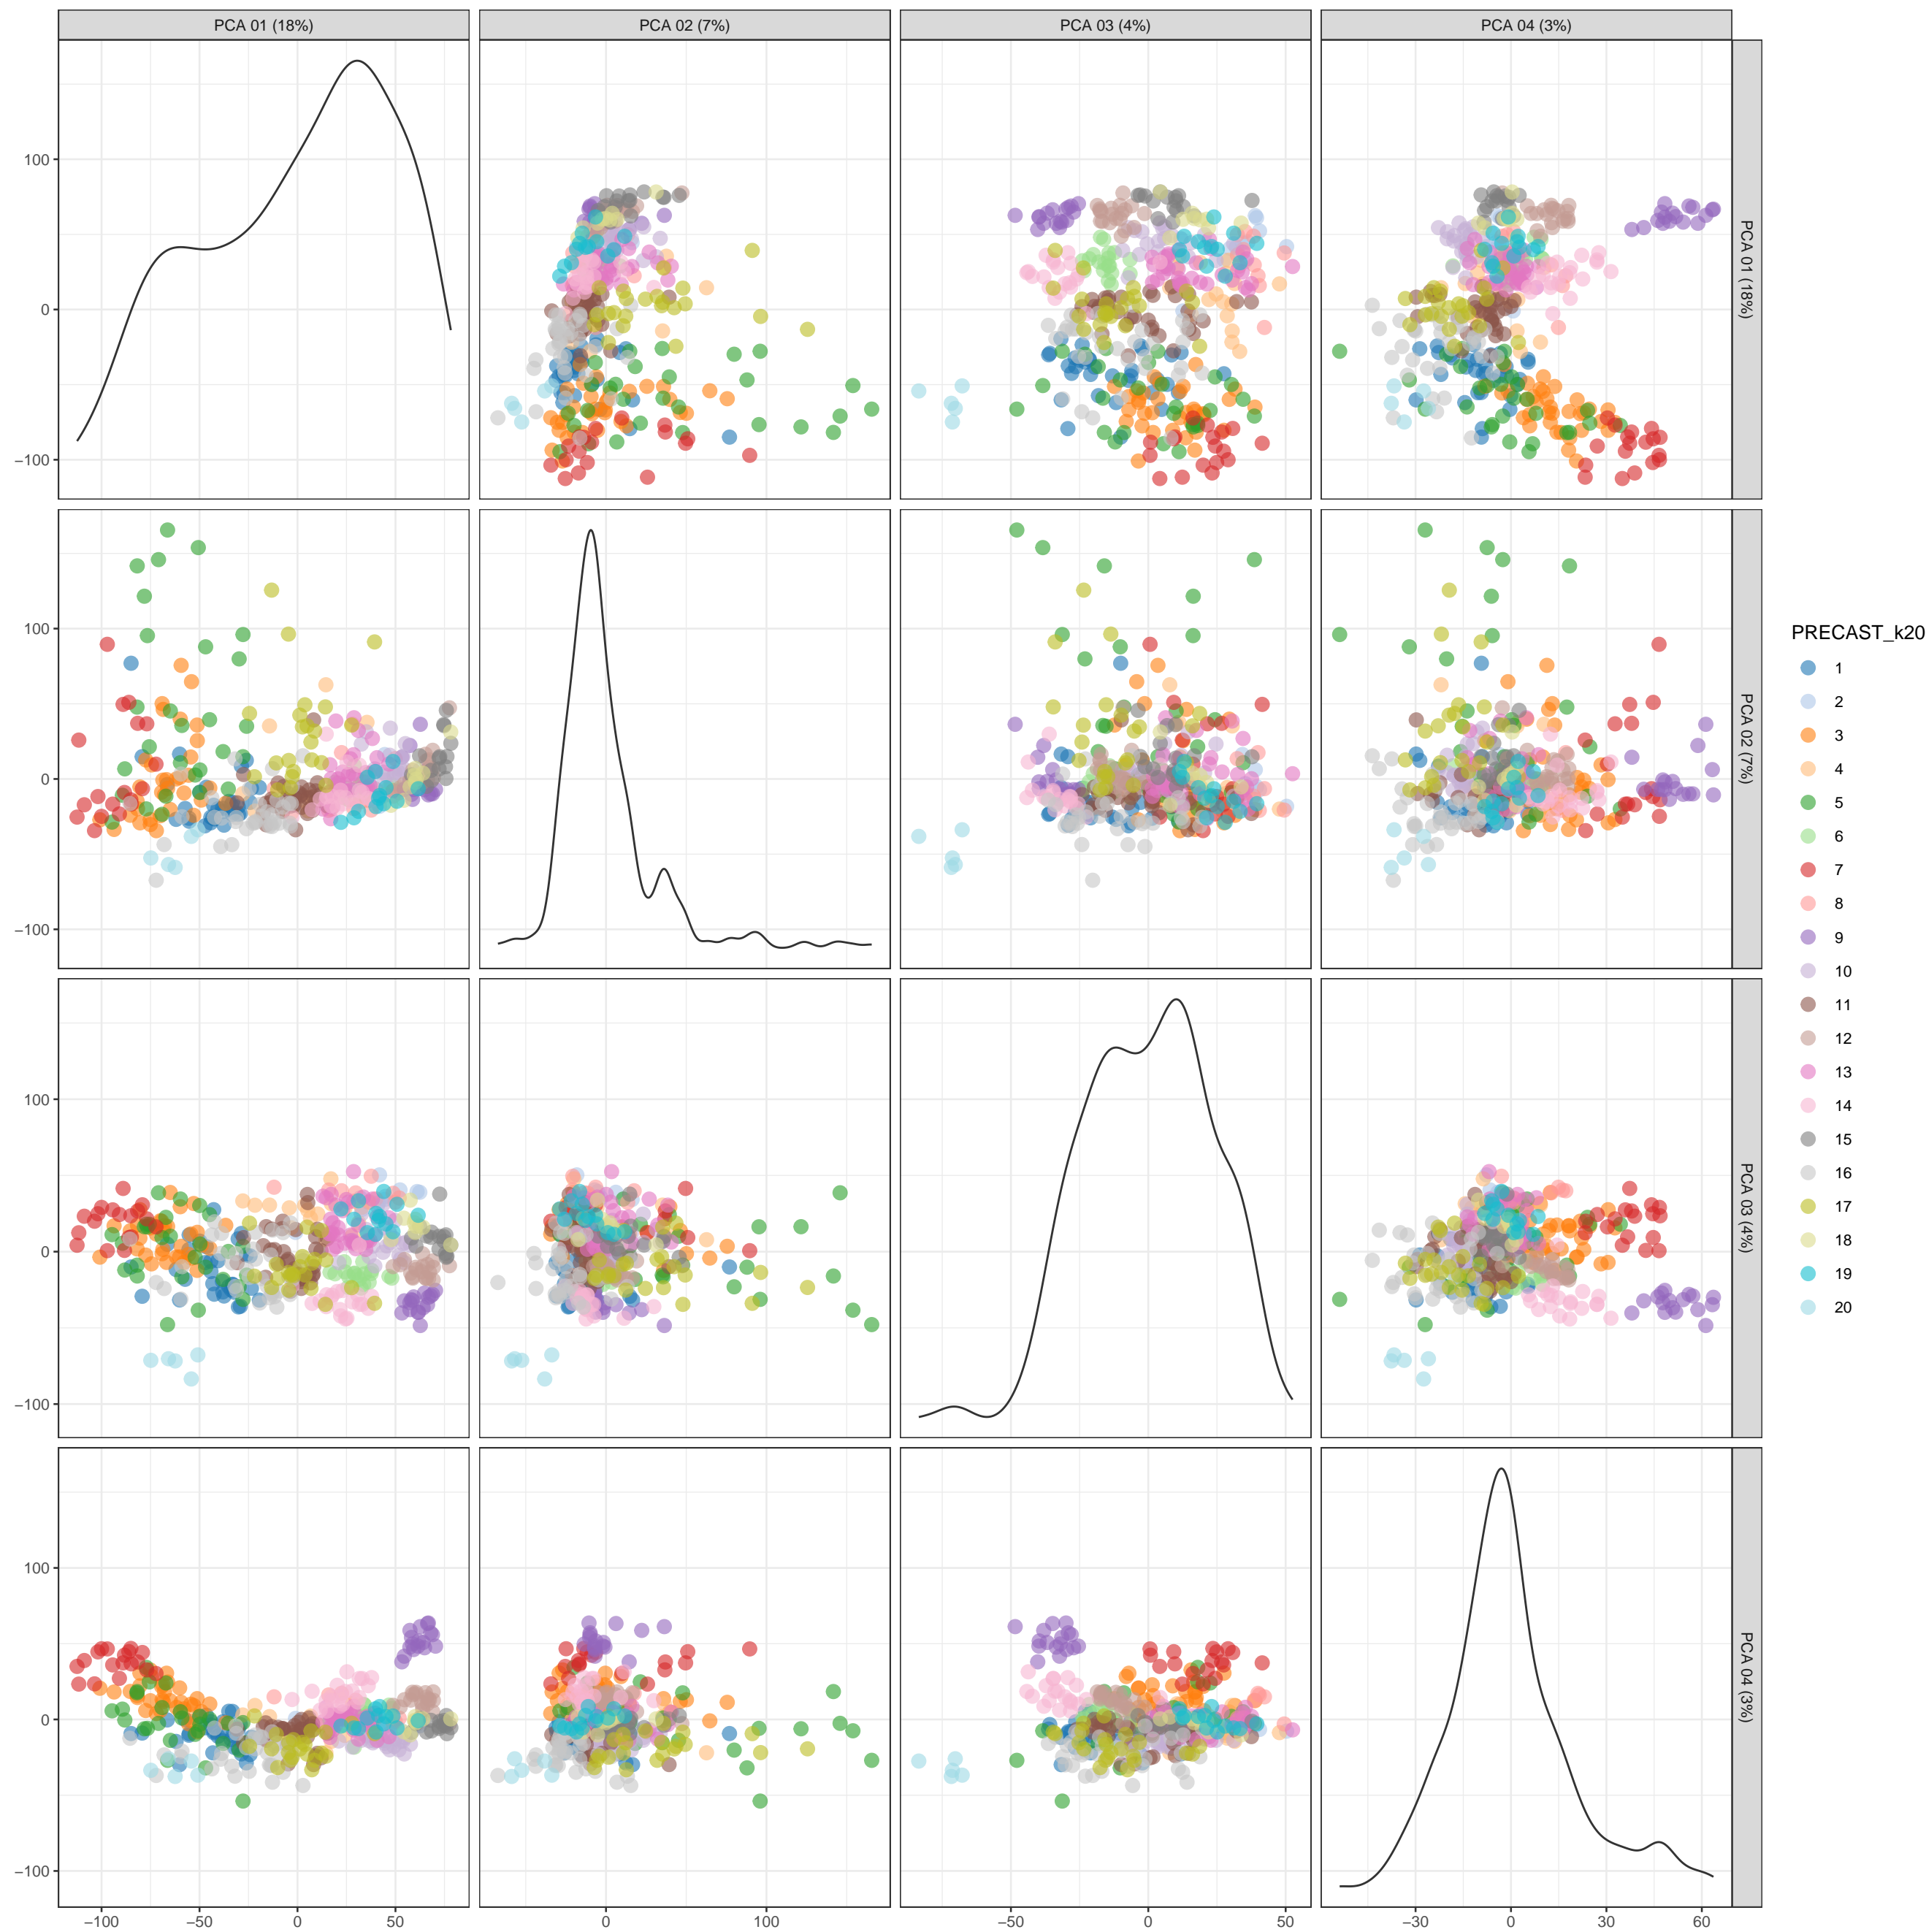 PCA 01 (18%)
PCA 02 (7%)
PCA 03 (4%)
PCA 04 (3%)
100
0
−100
PCA 01 (18%)
100
0
−100
PCA 02 (7%)
100
0
−100
PCA 03 (4%)
100
0
−100
PCA 04 (3%)
−100 −50 0 50
0 100
−50 0 50
−30 0 30 60
PRECAST_k20
1
2
3
4
5
6
7
8
9
10
11
12
13
14
15
16
17
18
19
20